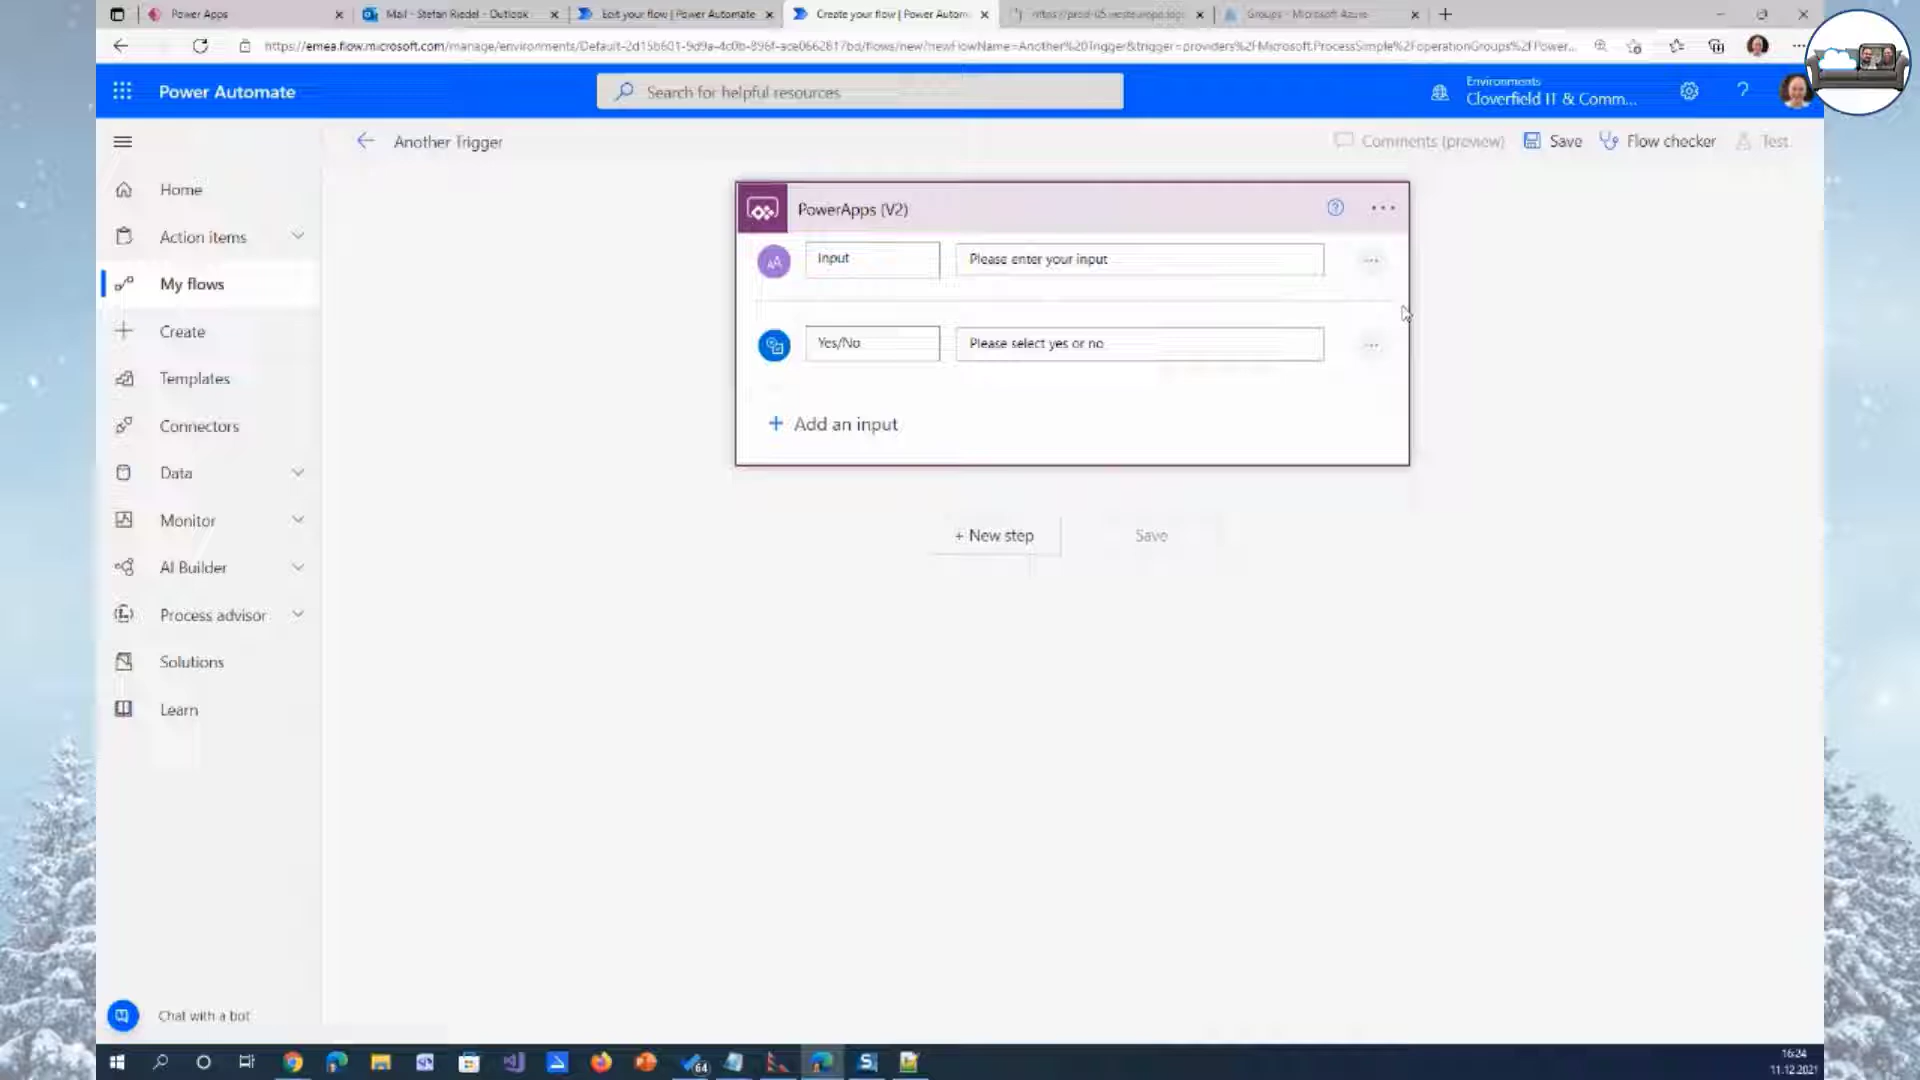 Power Apps
Mail - Stefan Riedel - Outlook
Edit your flow | Power Automate
Create your flow | Power Autom
Groups - Microsoft Azure
Power Automate
Search for helpful resources
Environments
Cloverfield IT & Comm...
?
Another Trigger
Comments (preview)
Save
Flow checker
Test
Home
Action items
My flows
Create
Templates
Connectors
Data
Monitor
AI Builder
Process advisor
Solutions
Learn
Chat with a bot
PowerApps (V2)
Input
Please enter your input
Yes/No
Please select yes or no
+ Add an input
+ New step
Save
64
16:24
11.12.2021